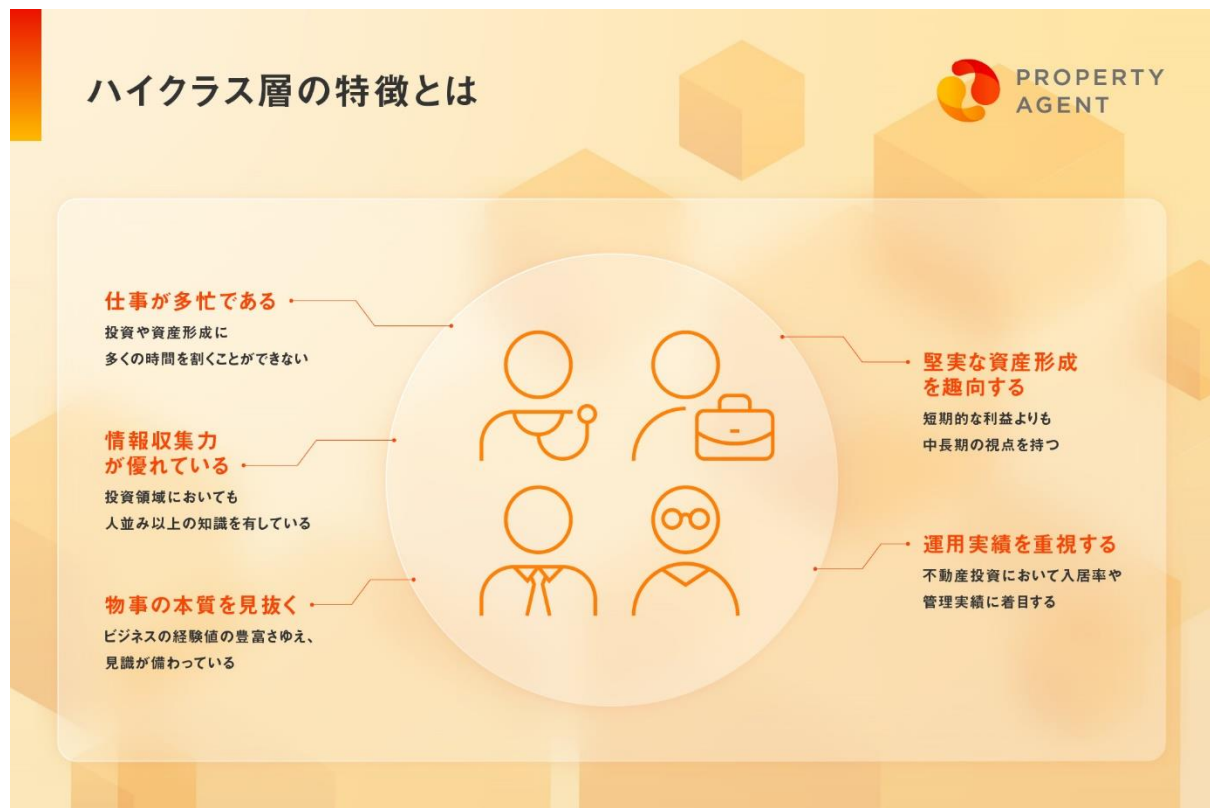 ハイクラス層の特徴とは
PROPERTY
AGENT
仕事が多忙である
投資や資産形成に
多くの時間を割くことができない
情報収集力
が優れている
投資領域においても
人並み以上の知識を有している
物事の本質を見抜く
ビジネスの経験値の豊富さゆえ、
見識が備わっている
堅実な資産形成
を趣向する
短期的な利益よりも
中長期の視点を持つ
運用実績を重視する
不動産投資において入居率や
管理実績に着目する